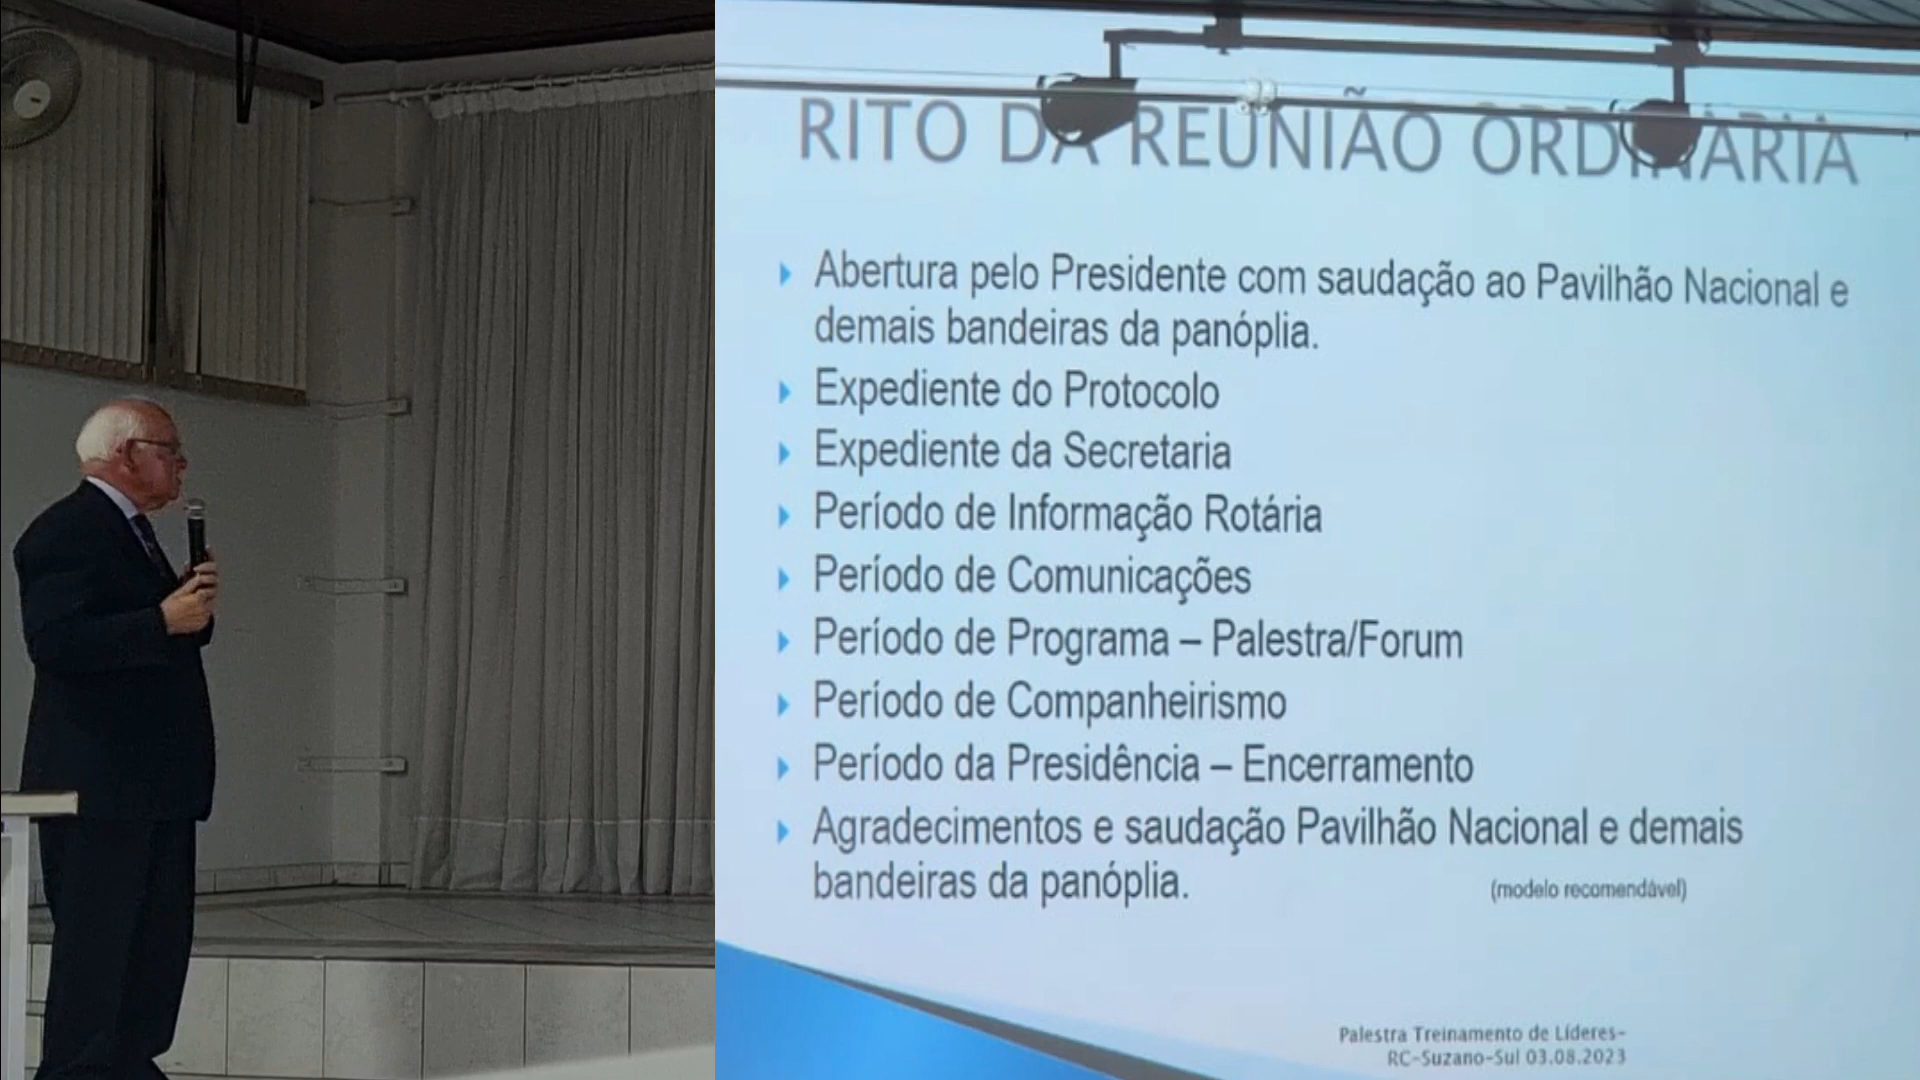 RITO DA REUNIÃO ORDINÁRIA
Abertura pelo Presidente com saudação ao Pavilhão Nacional e
demais bandeiras da panóplia.
Expediente do Protocolo
Expediente da Secretaria
Período de Informação Rotária
Período de Comunicações
Período de Programa – Palestra/Forum
Período de Companheirismo
Período da Presidência – Encerramento
Agradecimentos e saudação Pavilhão Nacional e demais
bandeiras da panóplia.
(modelo recomendável)
Palestra Treinamento de Líderes-
RC-Suzano-Sul 03.08.2023